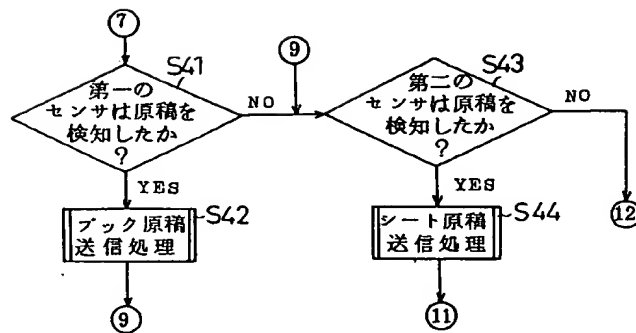 7
S41
第一の
センサは原稿を
検知したか
?
NO
YES
S42
ブック原稿
送信処理
9
9
S43
第二の
センサは原稿を
検知したか
?
NO
YES
S44
シート原稿
送信処理
11
12